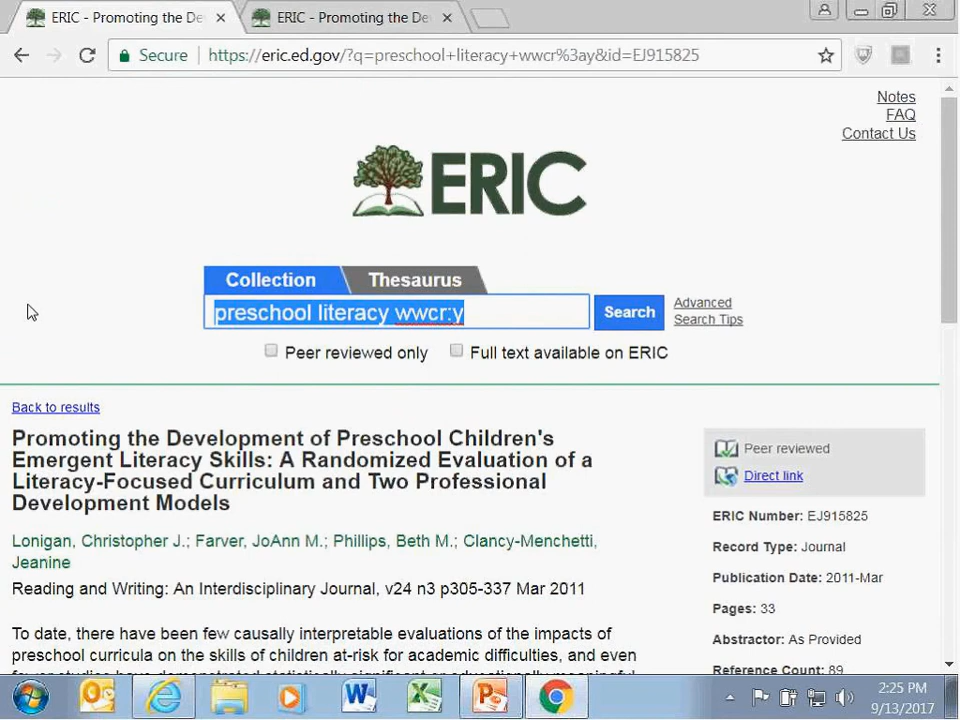 ERIC - Promoting the De
ERIC - Promoting the De
Secure https://eric.ed.gov/?q=preschool+literacy+wwcr%3ay&id=EJ915825
Notes
FAQ
Contact Us
ERIC
Collection Thesaurus
preschool literacy wwcr:y
Search
Advanced
Search Tips
Peer reviewed only Full text available on ERIC
Back to results
Promoting the Development of Preschool Children's
Emergent Literacy Skills: A Randomized Evaluation of a
Literacy-Focused Curriculum and Two Professional
Development Models
Lonigan, Christopher J.; Farver, JoAnn M.; Phillips, Beth M.; Clancy-Menchetti,
Jeanine
Reading and Writing: An Interdisciplinary Journal, v24 n3 p305-337 Mar 2011
To date, there have been few causally interpretable evaluations of the impacts of
preschool curricula on the skills of children at-risk for academic difficulties, and even
Peer reviewed
Direct link
ERIC Number: EJ915825
Record Type: Journal
Publication Date: 2011-Mar
Pages: 33
Abstractor: As Provided
Reference Count: 89
2:25 PM
9/13/2017